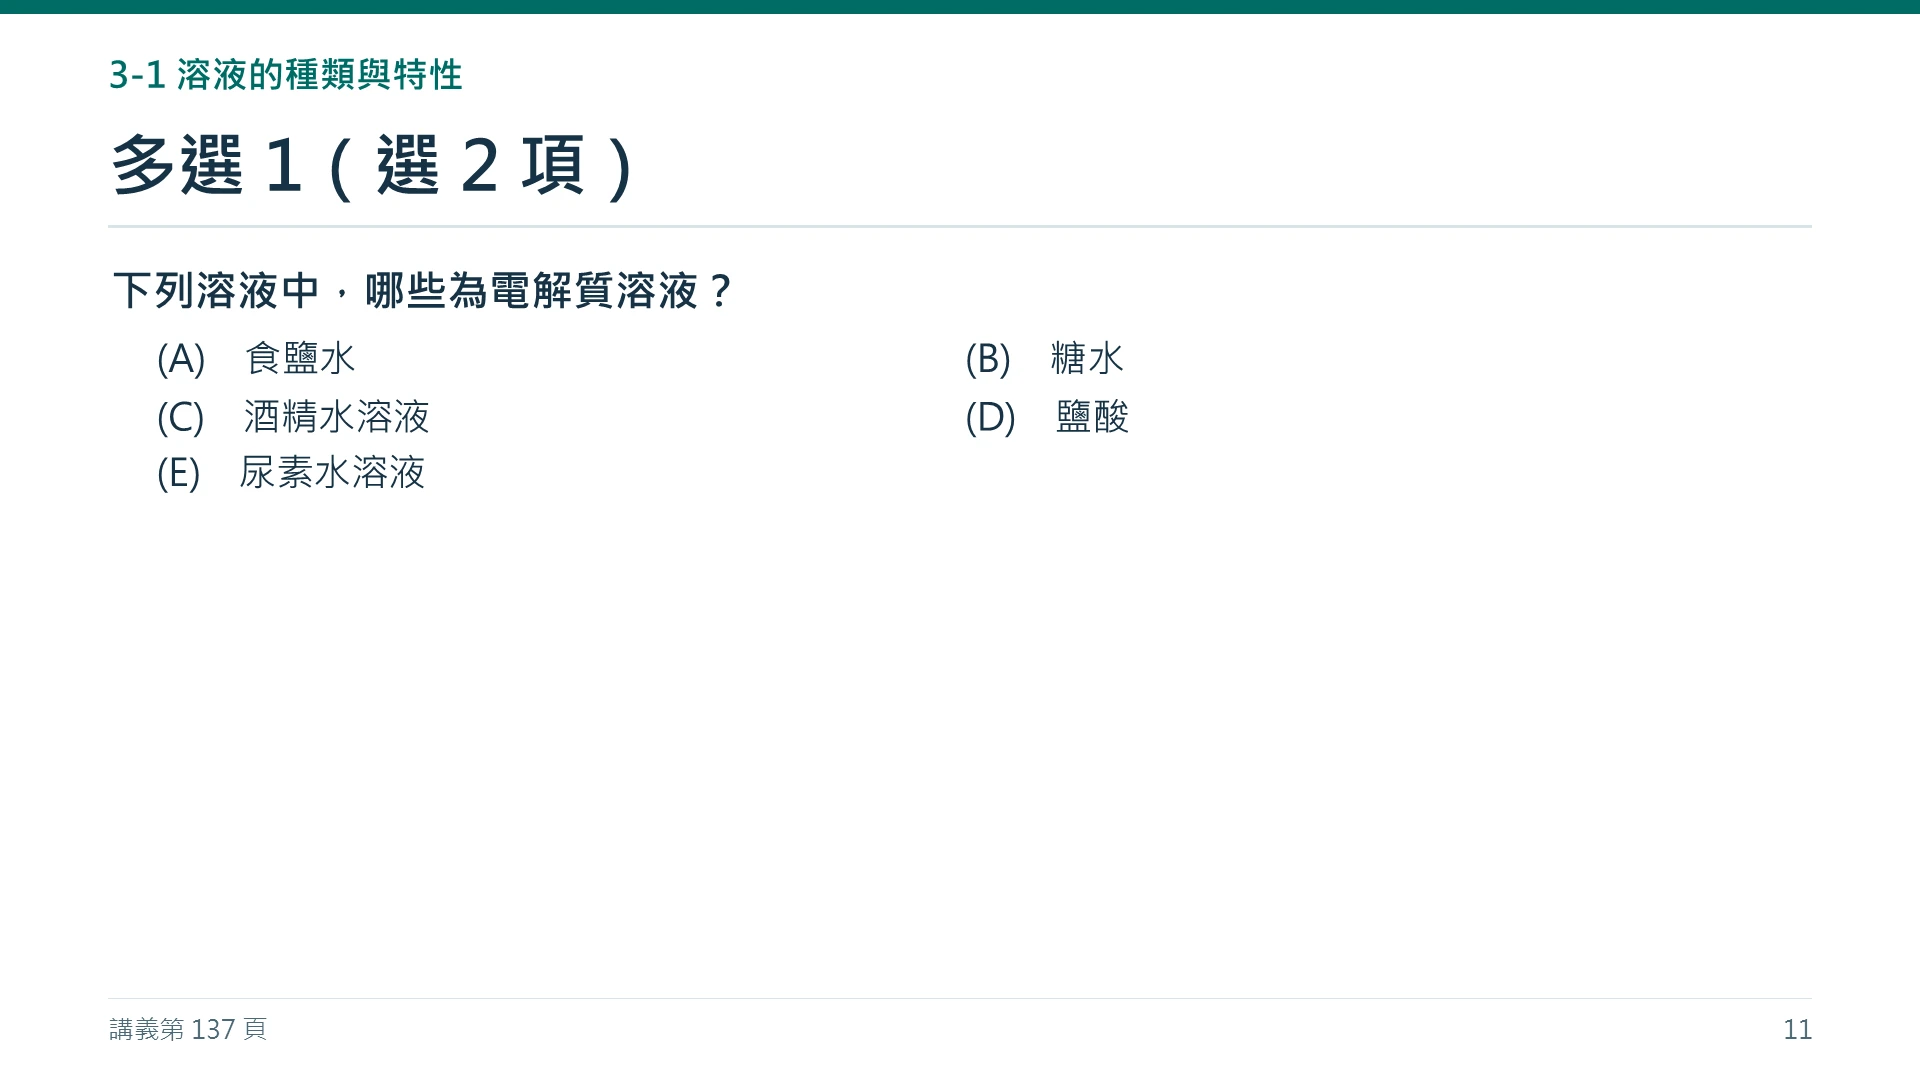 3-1 溶液的種類與特性
多選 1（選 2 項）
下列溶液中，哪些為電解質溶液？
(A) 食鹽水 (B) 糖水
(C) 酒精水溶液 (D) 鹽酸
(E) 尿素水溶液
講義第 137 頁 11